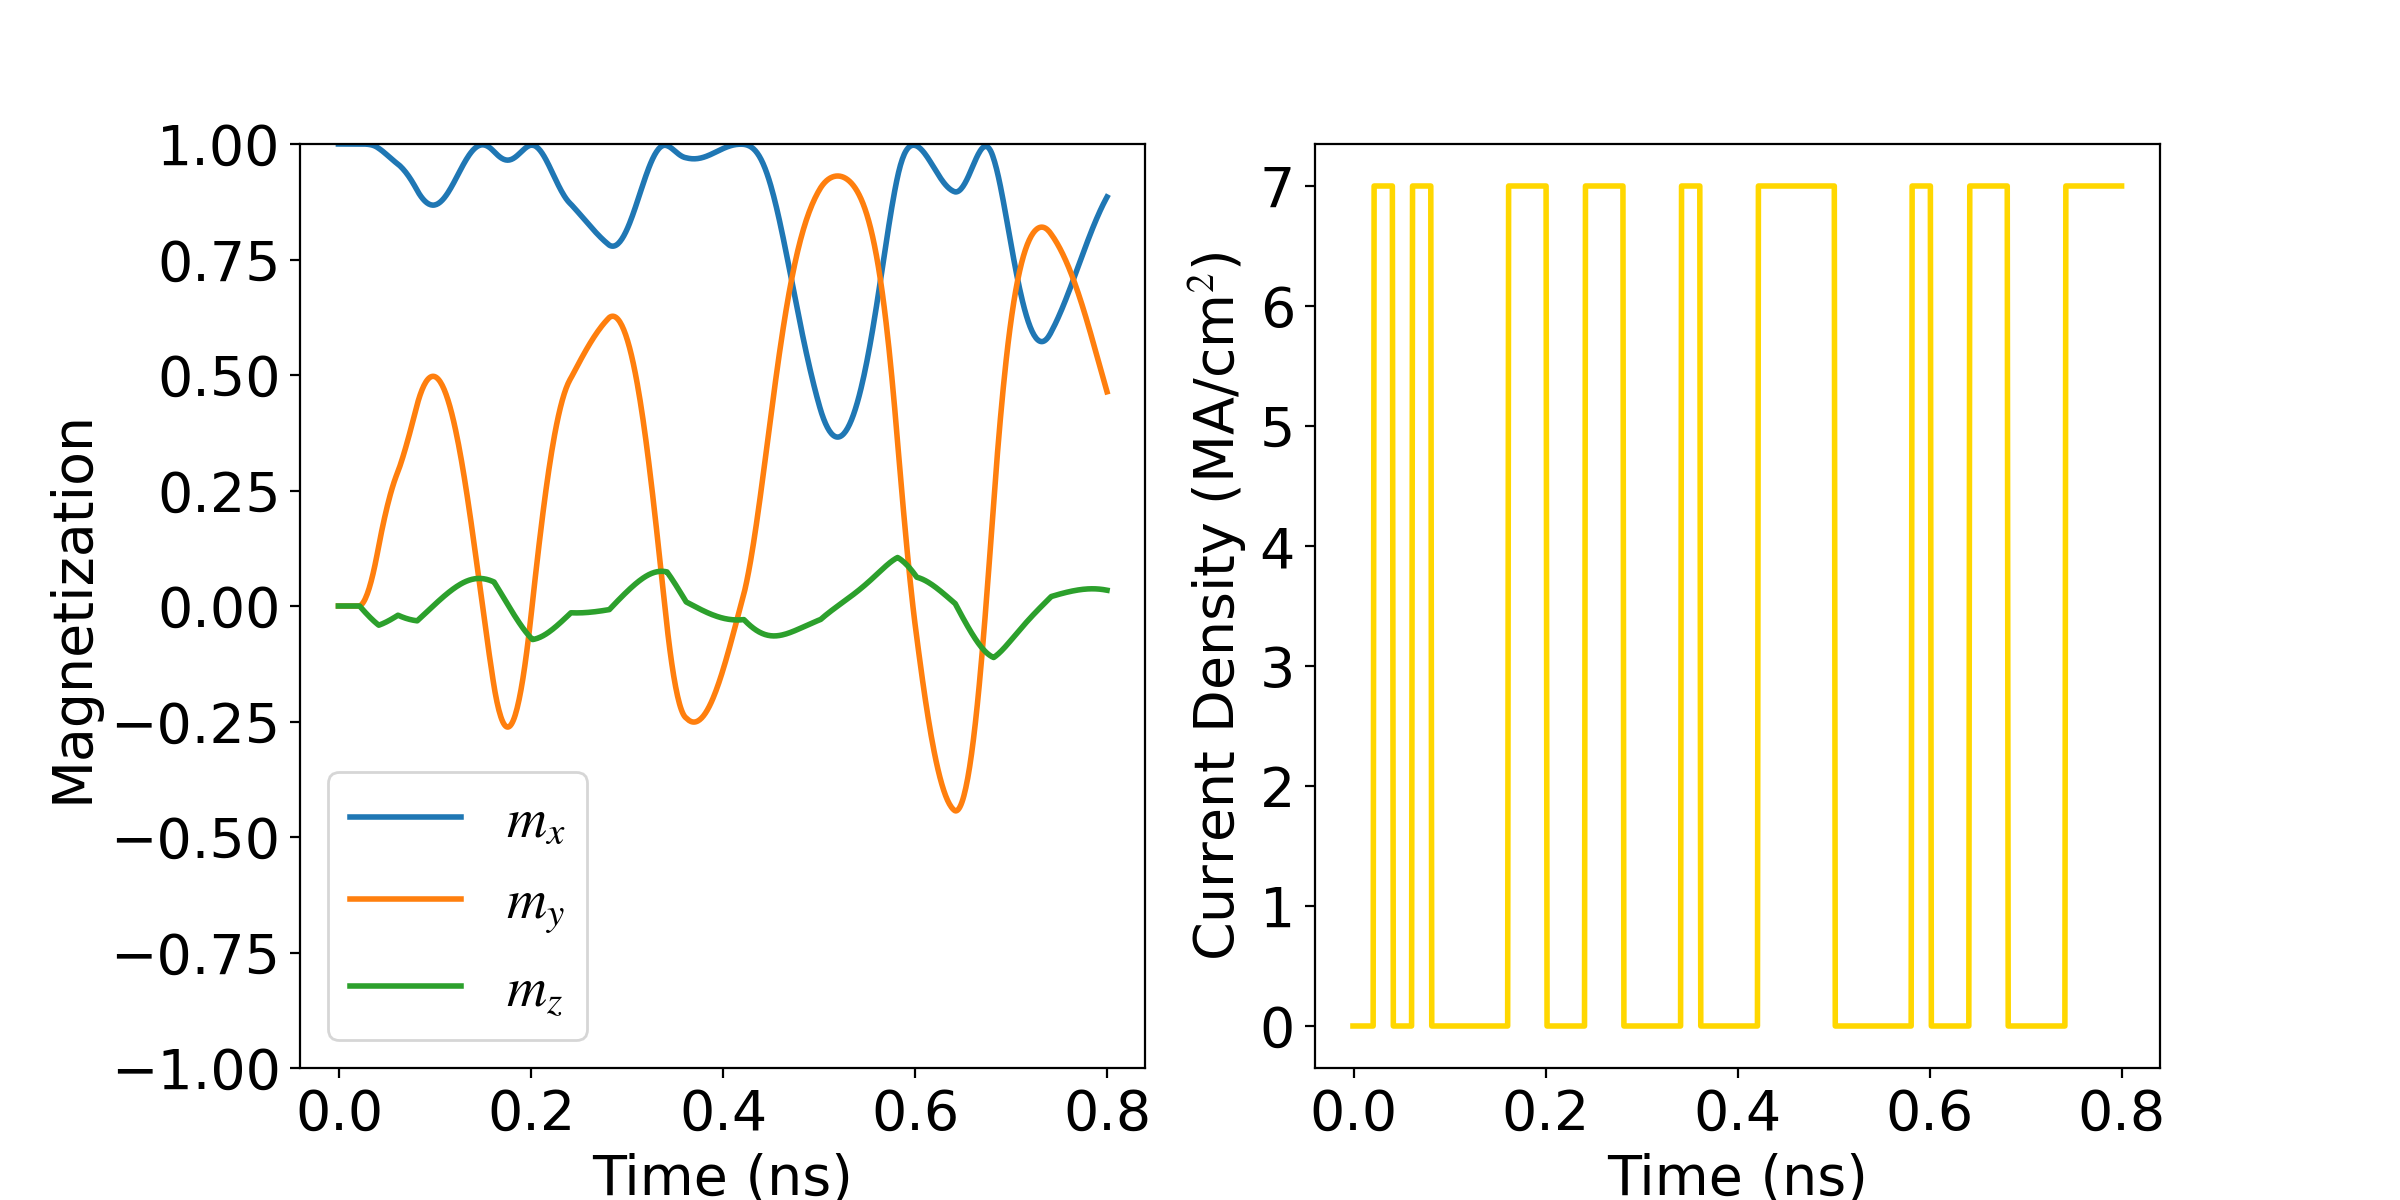 Magnetization
1.00
0.75
0.50
0.25
0.00
−0.25
−0.50
−0.75
−1.00
0.0 0.2 0.4 0.6 0.8
Time (ns)
m_x
m_y
m_z
Current Density (MA/cm²)
7
6
5
4
3
2
1
0
0.0 0.2 0.4 0.6 0.8
Time (ns)